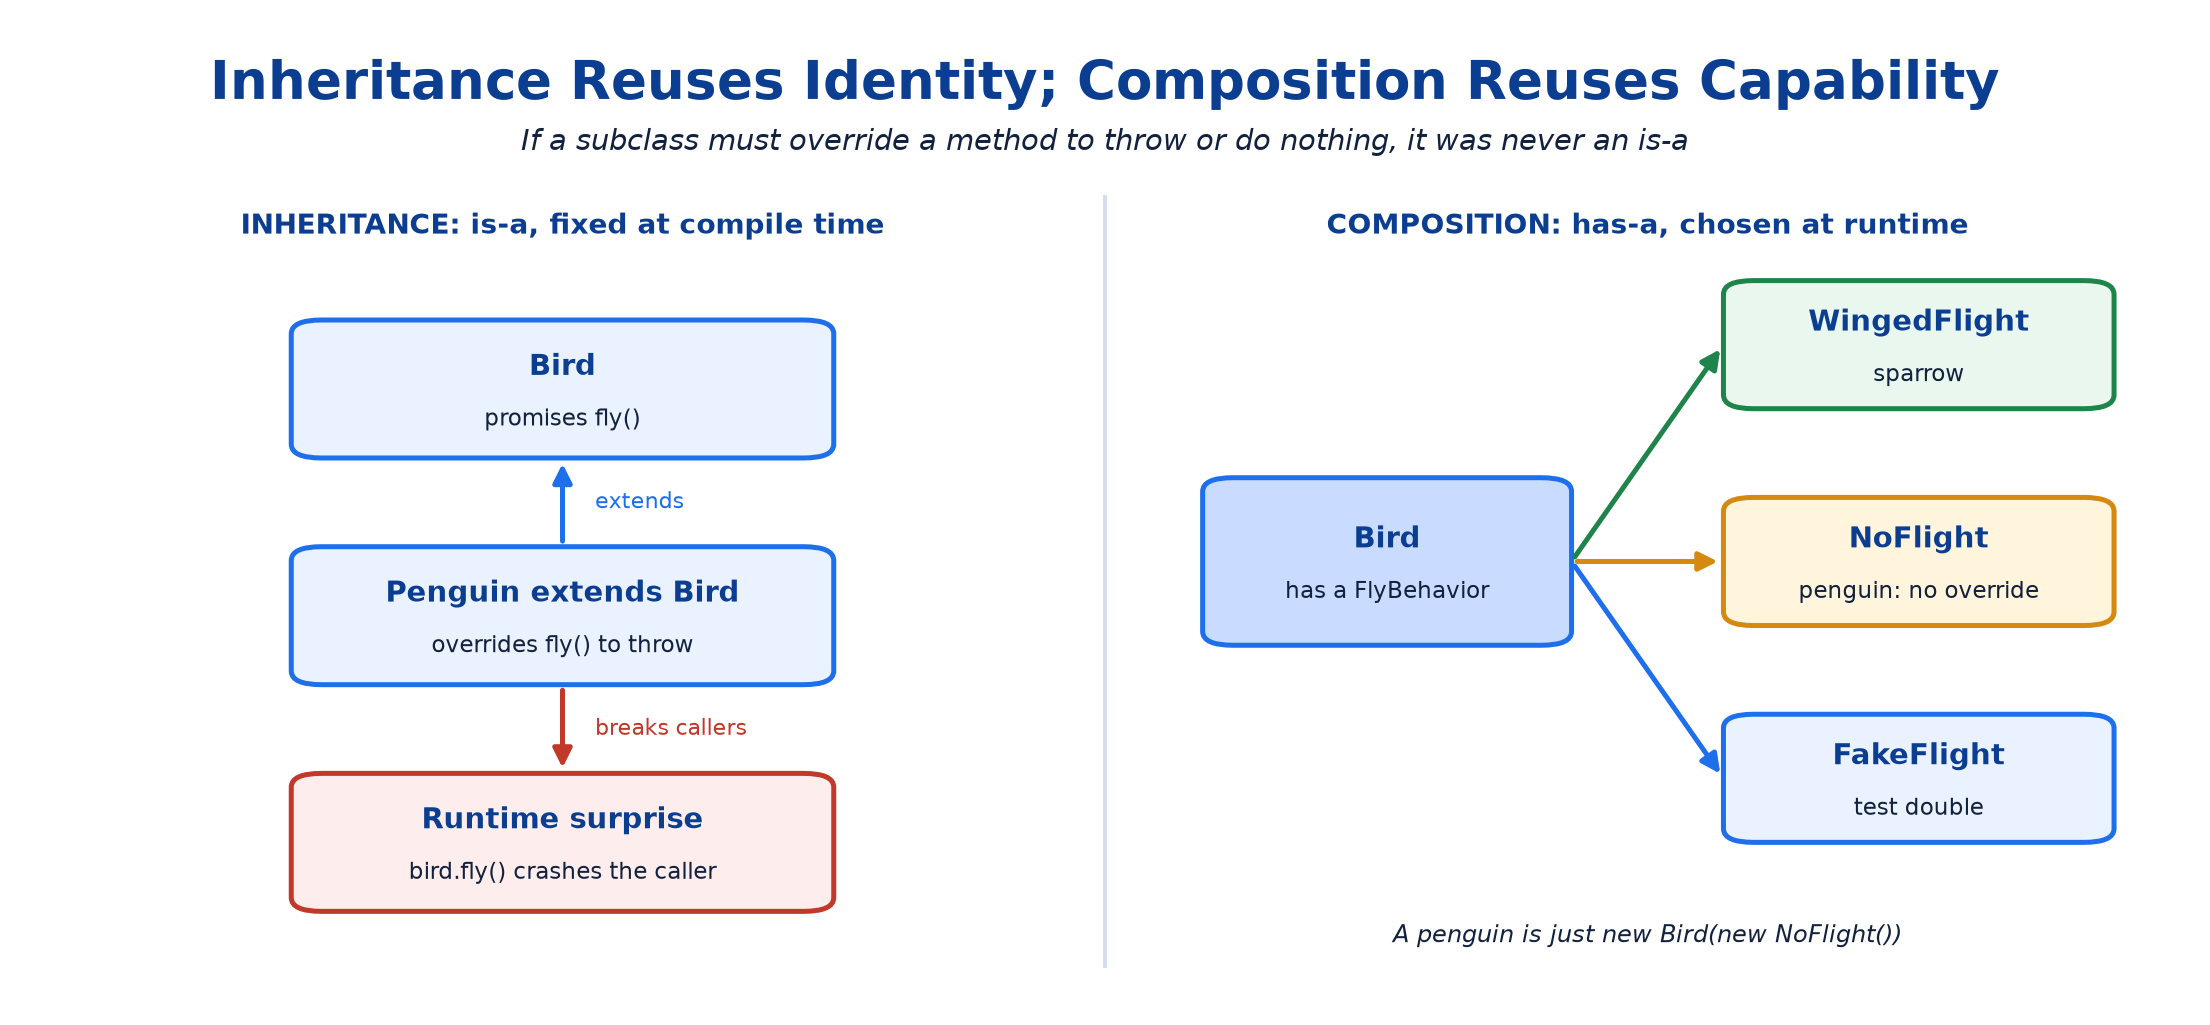 Inheritance Reuses Identity; Composition Reuses Capability
If a subclass must override a method to throw or do nothing, it was never an is-a
INHERITANCE: is-a, fixed at compile time
Bird
promises fly()
extends
Penguin extends Bird
overrides fly() to throw
breaks callers
Runtime surprise
bird.fly() crashes the caller
COMPOSITION: has-a, chosen at runtime
Bird
has a FlyBehavior
WingedFlight
sparrow
NoFlight
penguin: no override
FakeFlight
test double
A penguin is just new Bird(new NoFlight())